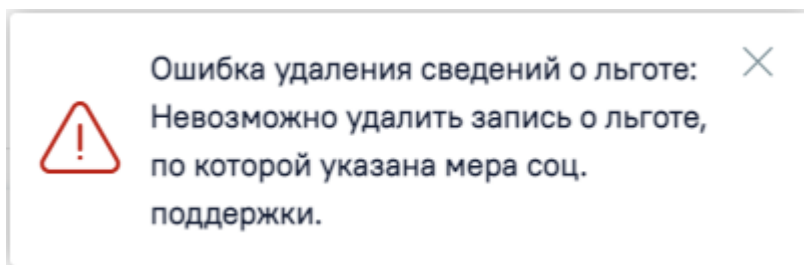 Ошибка удаления сведений о льготе:
Невозможно удалить запись о льготе,
по которой указана мера соц.
поддержки.